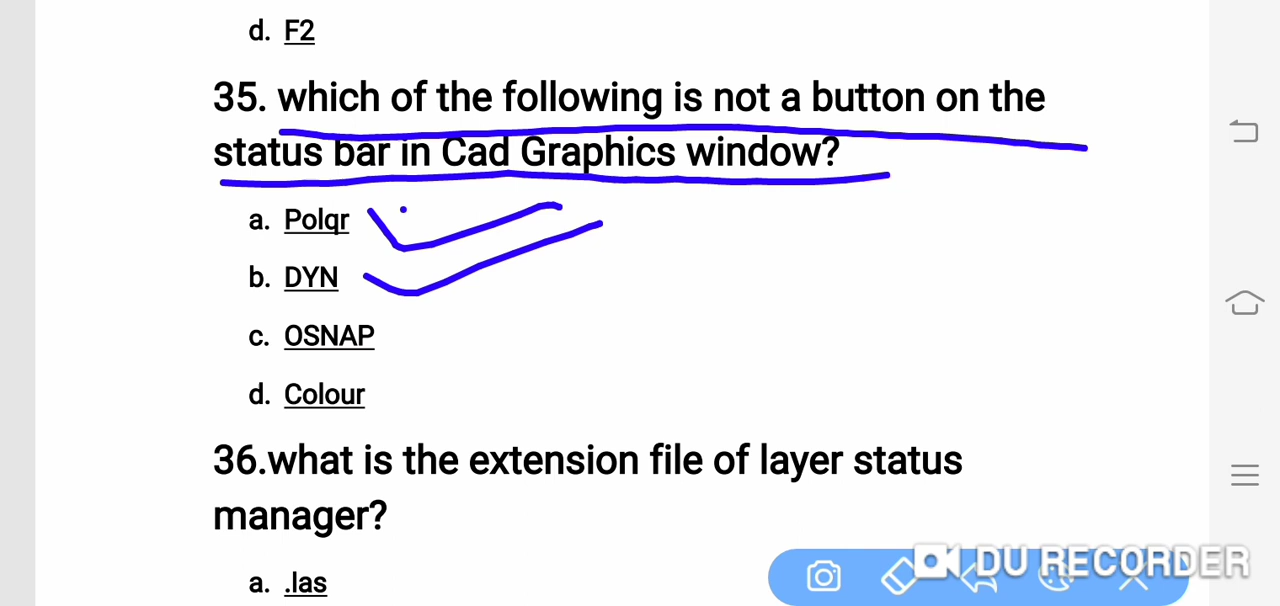 d. F2
35. which of the following is not a button on the
status bar in Cad Graphics window?
a. Polqr
b. DYN
c. OSNAP
d. Colour
36.what is the extension file of layer status
manager?
a. .las
DU RECORDER